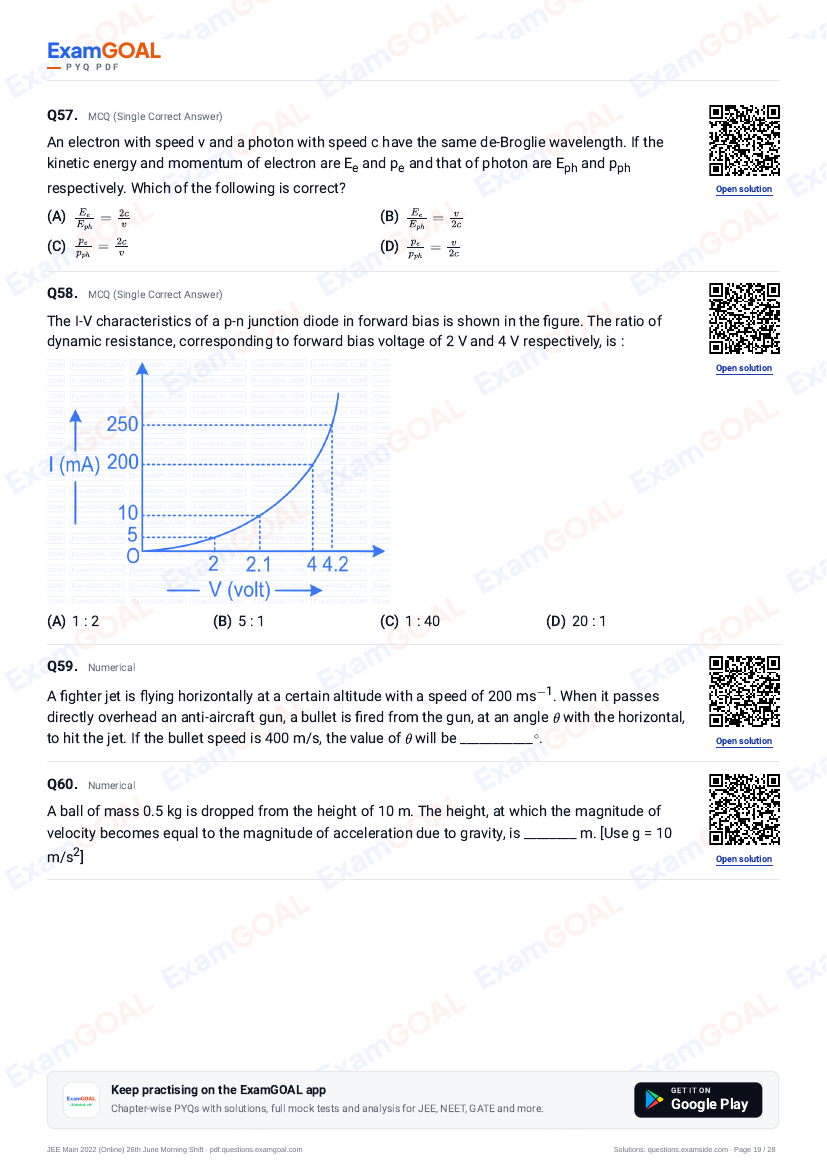 ExamGOAL
PYQ PDF
Q57. MCQ (Single Correct Answer)
An electron with speed v and a photon with speed c have the same de-Broglie wavelength. If the
kinetic energy and momentum of electron are Ee and pe and that of photon are Eph and pph
respectively. Which of the following is correct?
Open solution
(A) Ee/Eph = 2c/v (B) Ee/Eph = v/2c
(C) pe/pph = 2c/v (D) pe/pph = v/2c
Q58. MCQ (Single Correct Answer)
The I-V characteristics of a p-n junction diode in forward bias is shown in the figure. The ratio of
dynamic resistance, corresponding to forward bias voltage of 2 V and 4 V respectively, is :
Open solution
250
I (mA) 200
10
5
O
2 2.1 4 4.2
V (volt)
(A) 1 : 2 (B) 5 : 1 (C) 1 : 40 (D) 20 : 1
Q59. Numerical
A fighter jet is flying horizontally at a certain altitude with a speed of 200 ms⁻¹. When it passes
directly overhead an anti-aircraft gun, a bullet is fired from the gun, at an angle θ with the horizontal,
to hit the jet. If the bullet speed is 400 m/s, the value of θ will be ___________°.
Open solution
Q60. Numerical
A ball of mass 0.5 kg is dropped from the height of 10 m. The height, at which the magnitude of
velocity becomes equal to the magnitude of acceleration due to gravity, is ________ m. [Use g = 10
m/s²]
Open solution
Keep practising on the ExamGOAL app
Chapter-wise PYQs with solutions, full mock tests and analysis for JEE, NEET, GATE and more.
GET IT ON
Google Play
JEE Main 2022 (Online) 26th June Morning Shift · pdf.questions.examgoal.com Solutions: questions.examside.com · Page 19 / 28